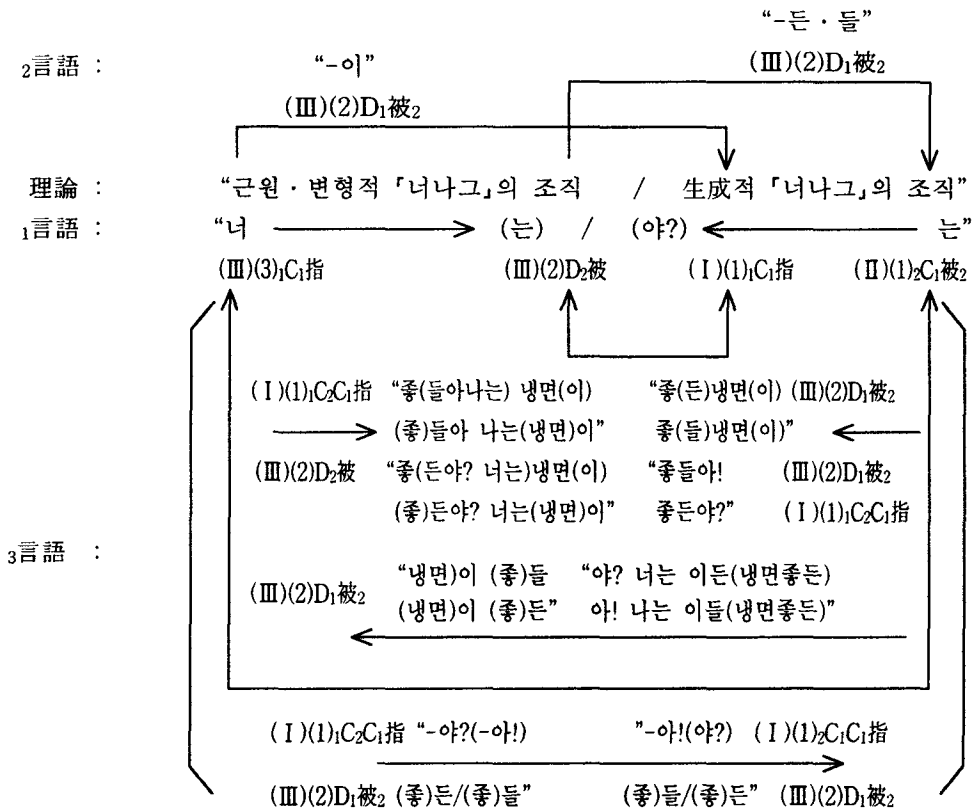 “-든 · 들”
₂言語 : “-이” (Ⅲ)(2)D₁被₂
(Ⅲ)(2)D₁被₂
理論 : “근원 · 변형적 「너나그」의 조직 / 生成적 「너나그」의 조직”
₁言語 : “너 (는) / (야?) 는”
(Ⅲ)(3)₁C₁指 (Ⅲ)(2)D₂被 (Ⅰ)(1)₁C₁指 (Ⅱ)(1)₂C₁被₂
(Ⅰ)(1)₁C₂C₁指 “좋(들아나는) 냉면(이) “좋(든)냉면(이) (Ⅲ)(2)D₁被₂
(좋)들아 나는(냉면)이” 좋(들)냉면(이)”
(Ⅲ)(2)D₂被 “좋(든야? 너는)냉면(이) “좋들아! (Ⅲ)(2)D₁被₂
(좋)든야? 너는(냉면)이” 좋든야?” (Ⅰ)(1)₁C₂C₁指
₃言語 :
“냉면)이 (좋)들 “야? 너는 이든(냉면좋든)
(Ⅲ)(2)D₁被₂
(냉면)이 (좋)든” 아! 나는 이들(냉면좋든)”
(Ⅰ)(1)₁C₂C₁指 “-야?(-아!) ”-아!(야?) (Ⅰ)(1)₂C₁C₁指
(Ⅲ)(2)D₁被₂ (좋)든/(좋)들” (좋)들/(좋)든” (Ⅲ)(2)D₁被₂